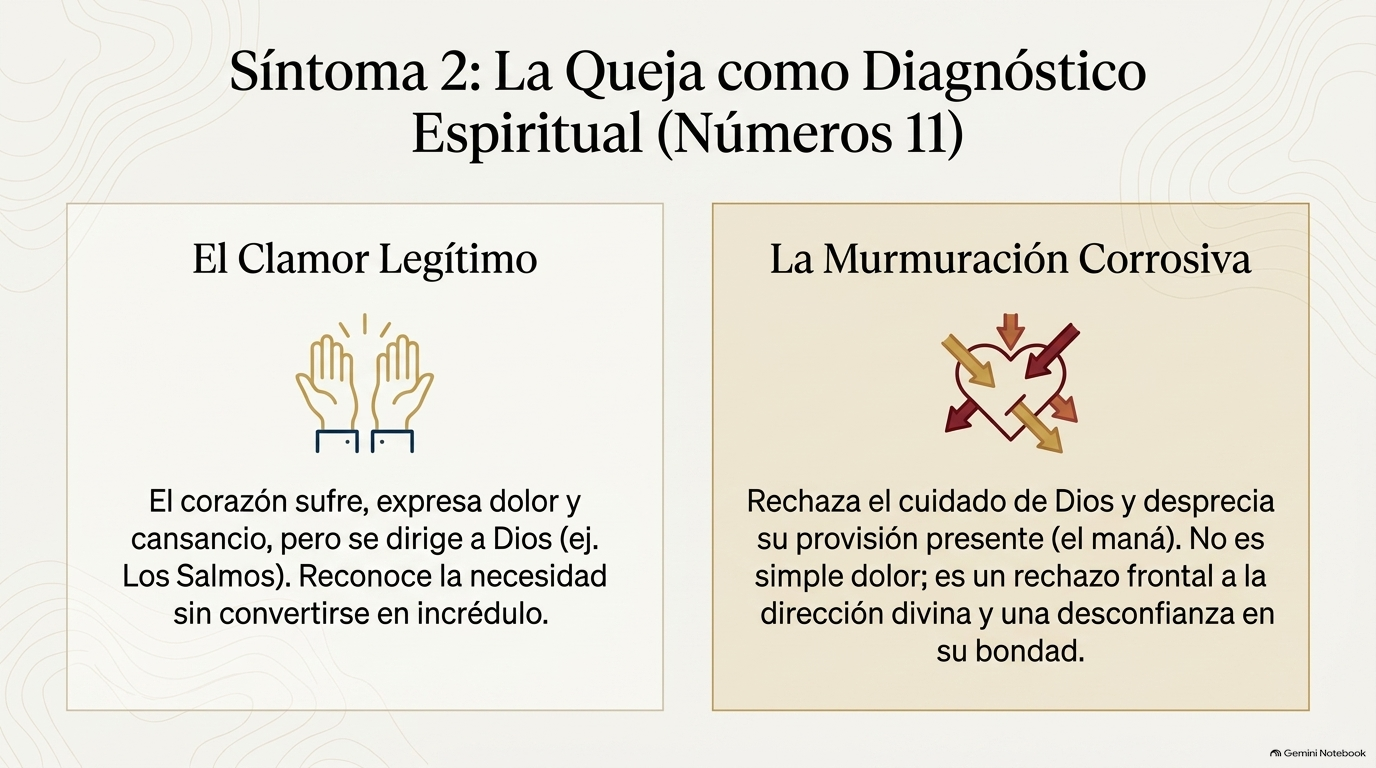 Síntoma 2: La Queja como Diagnóstico
Espiritual (Números 11)
El Clamor Legítimo
El corazón sufre, expresa dolor y
cansancio, pero se dirige a Dios (ej.
Los Salmos). Reconoce la necesidad
sin convertirse en incrédulo.
La Murmuración Corrosiva
Rechaza el cuidado de Dios y desprecia
su provisión presente (el maná). No es
simple dolor; es un rechazo frontal a la
dirección divina y una desconfianza en
su bondad.
Gemini Notebook